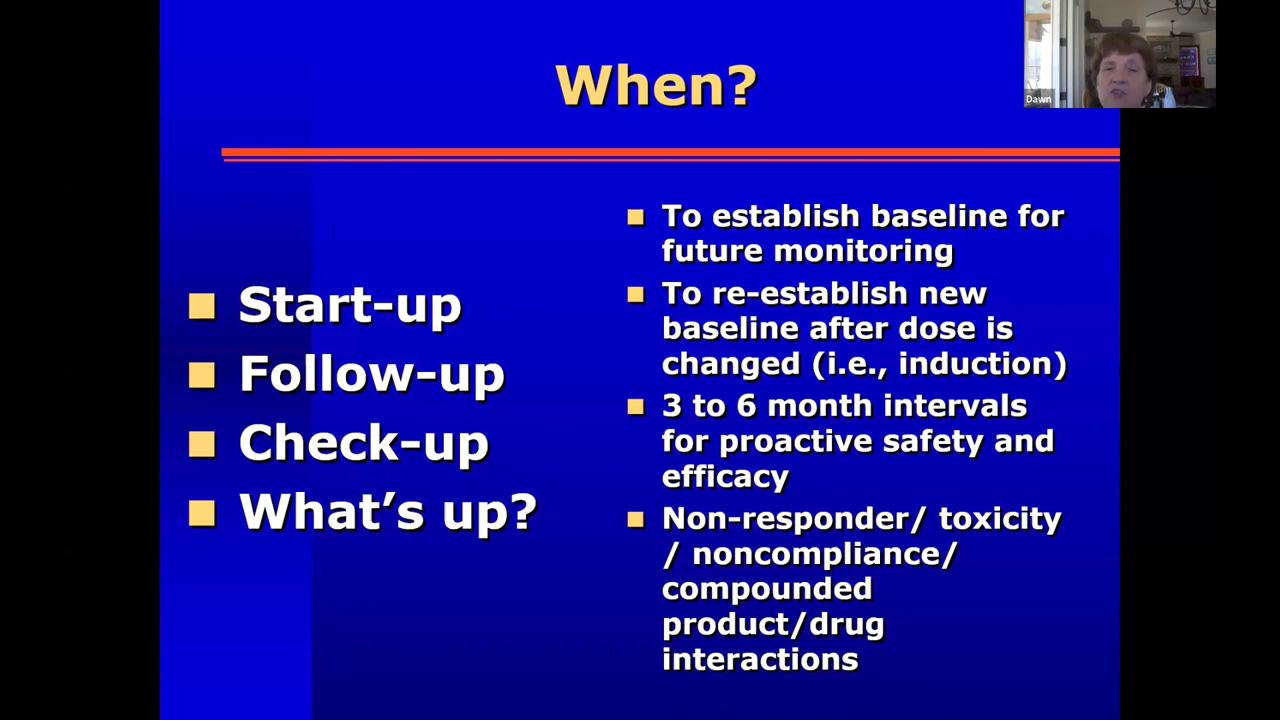 When?
Dawn
Start-up
Follow-up
Check-up
What’s up?
To establish baseline for
future monitoring
To re-establish new
baseline after dose is
changed (i.e., induction)
3 to 6 month intervals
for proactive safety and
efficacy
Non-responder/ toxicity
/ noncompliance/
compounded
product/drug
interactions